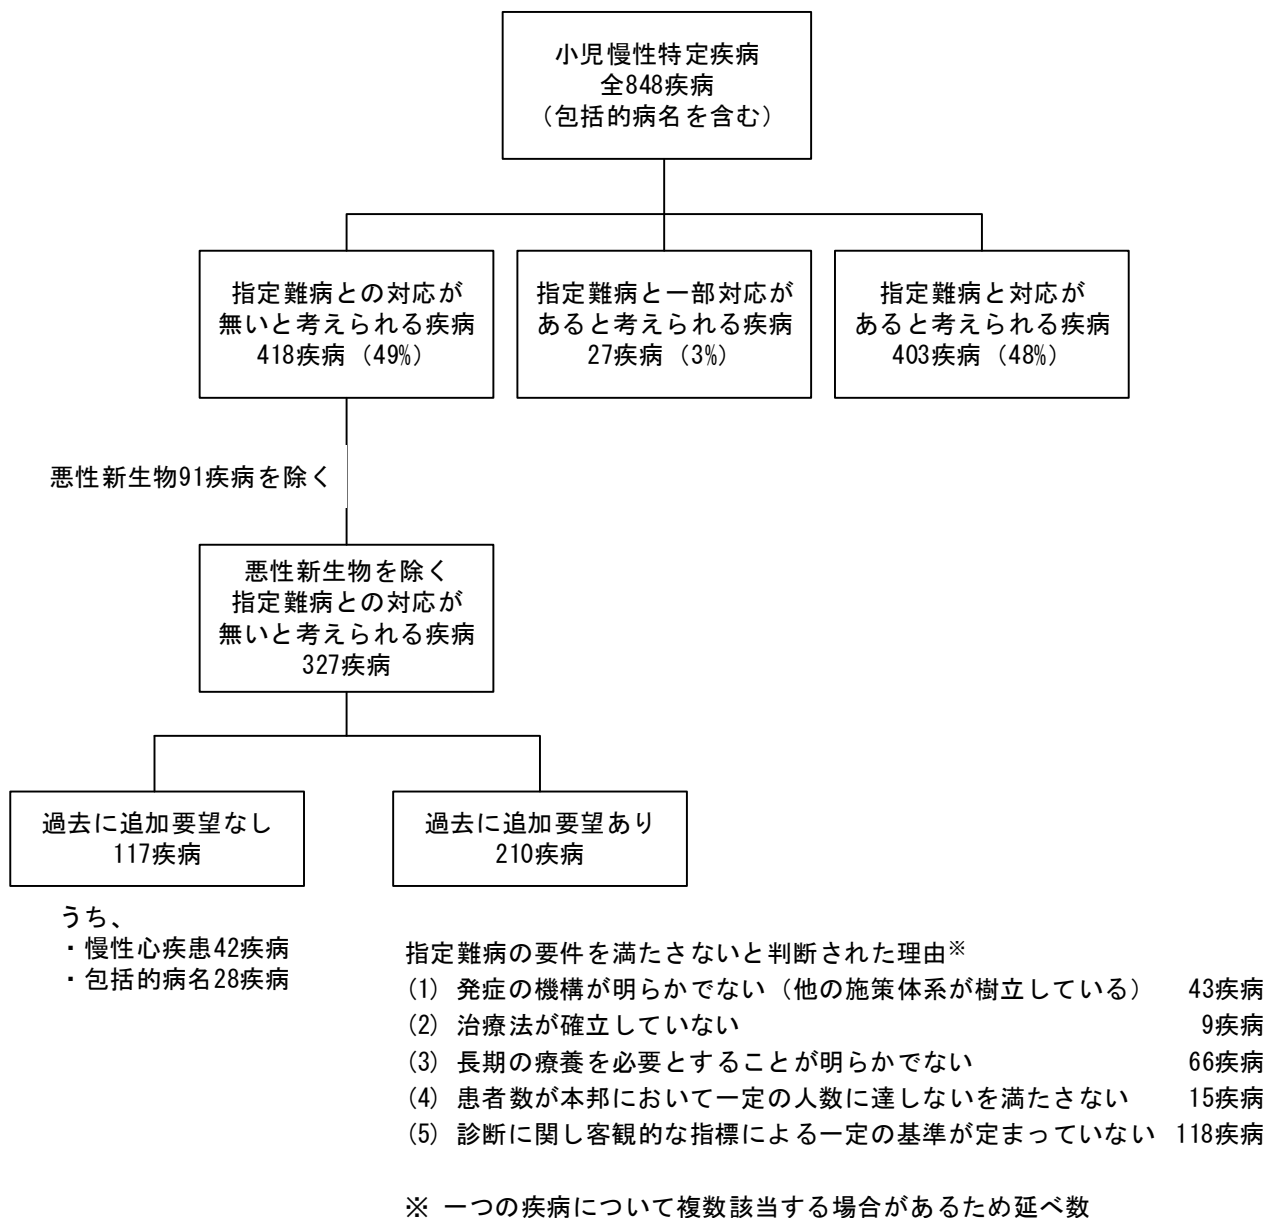 小児慢性特定疾病
全848疾病
（包括的病名を含む）
指定難病との対応が
無いと考えられる疾病
418疾病（49%）
指定難病と一部対応が
あると考えられる疾病
27疾病（3%）
指定難病と対応が
あると考えられる疾病
403疾病（48%）
悪性新生物91疾病を除く
悪性新生物を除く
指定難病との対応が
無いと考えられる疾病
327疾病
過去に追加要望なし
117疾病
過去に追加要望あり
210疾病
うち、
・慢性心疾患42疾病
・包括的病名28疾病
指定難病の要件を満たさないと判断された理由※
(1) 発症の機構が明らかでない（他の施策体系が樹立している） 43疾病
(2) 治療法が確立していない 9疾病
(3) 長期の療養を必要とすることが明らかでない 66疾病
(4) 患者数が本邦において一定の人数に達しないを満たさない 15疾病
(5) 診断に関し客観的な指標による一定の基準が定まっていない 118疾病
※ 一つの疾病について複数該当する場合があるため延べ数